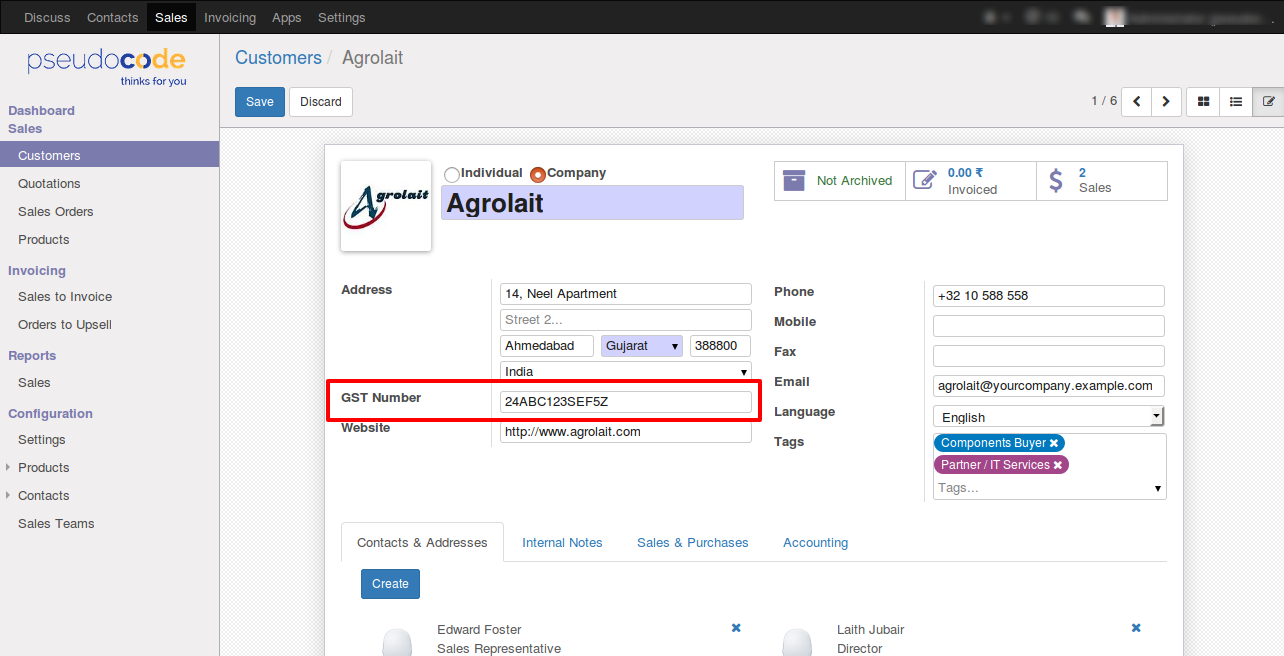 Discuss Contacts Sales Invoicing Apps Settings
pseudocode
thinks for you
Dashboard
Sales
Customers
Quotations
Sales Orders
Products
Invoicing
Sales to Invoice
Orders to Upsell
Reports
Sales
Configuration
Settings
Products
Contacts
Sales Teams
Customers / Agrolait
Save Discard
1 / 6
Agrolait
Individual Company
Agrolait
Not Archived
0.00 ₹
Invoiced
2
Sales
Address
14, Neel Apartment
Street 2...
Ahmedabad Gujarat 388800
India
GST Number 24ABC123SEF5Z
Website http://www.agrolait.com
Phone +32 10 588 558
Mobile
Fax
Email agrolait@yourcompany.example.com
Language English
Tags Components Buyer
Partner / IT Services
Tags...
Contacts & Addresses Internal Notes Sales & Purchases Accounting
Create
Edward Foster
Sales Representative
Laith Jubair
Director